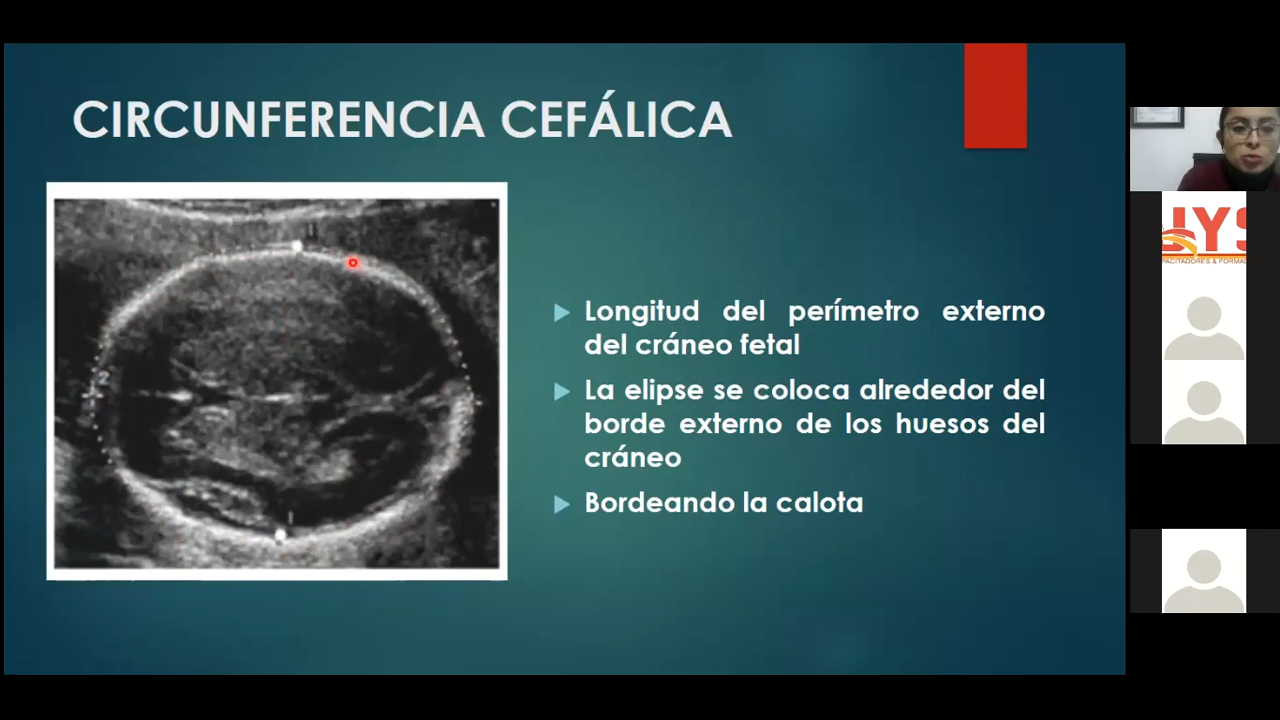 CIRCUNFERENCIA CEFÁLICA
Longitud del perímetro externo
del cráneo fetal
La elipse se coloca alrededor del
borde externo de los huesos del
cráneo
Bordeando la calota
JYS